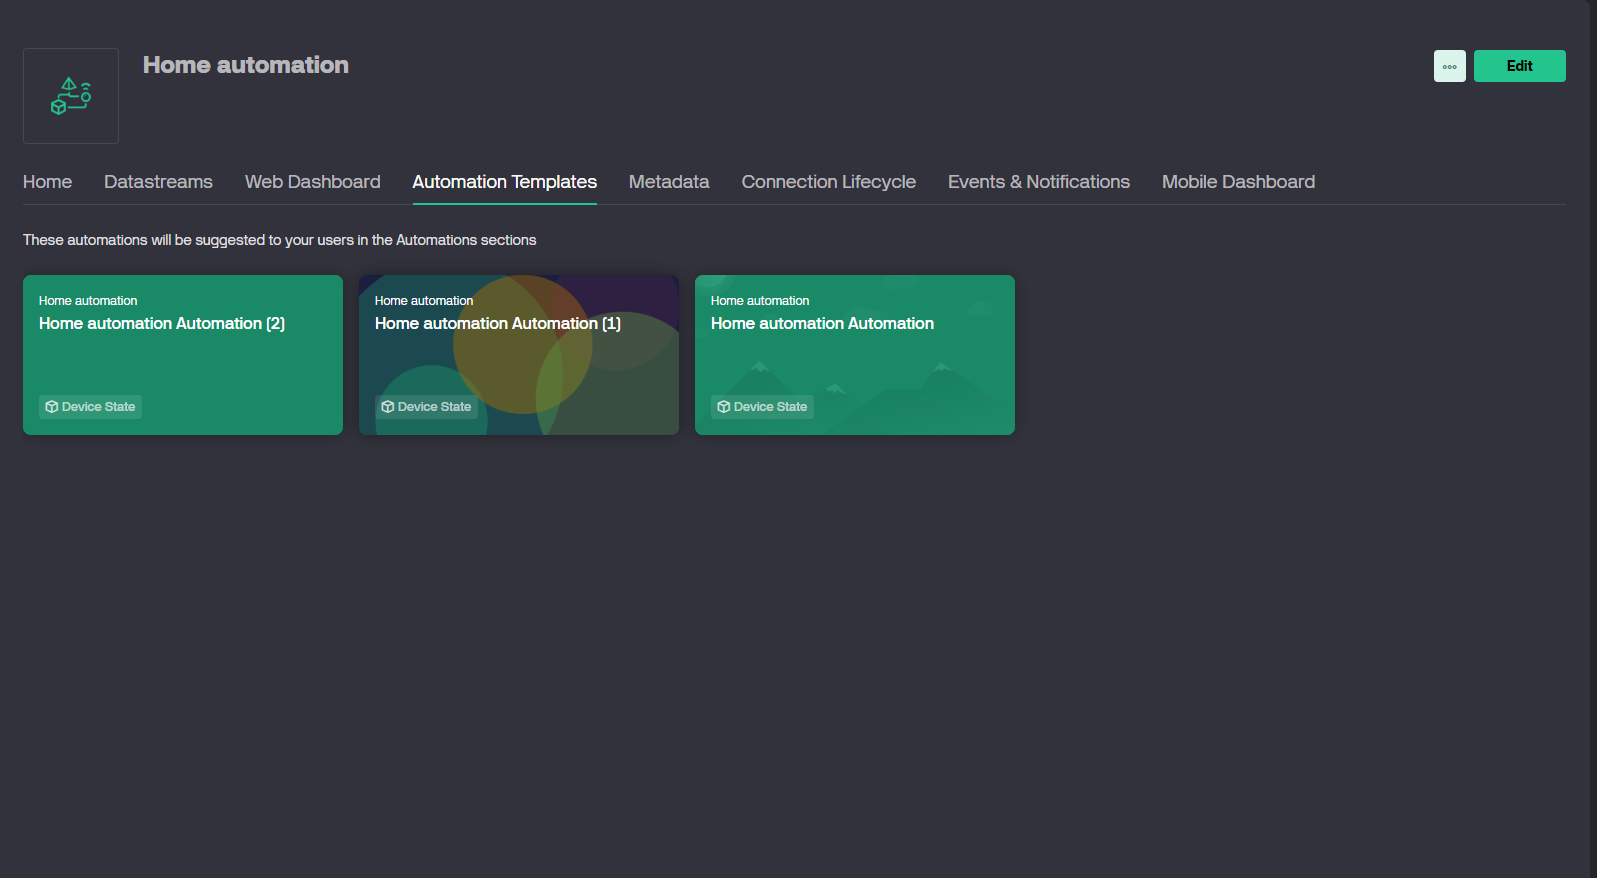 Home automation
Edit
Home Datastreams Web Dashboard Automation Templates Metadata Connection Lifecycle Events & Notifications Mobile Dashboard
These automations will be suggested to your users in the Automations sections
Home automation
Home automation Automation (2)
Device State
Home automation
Home automation Automation (1)
Device State
Home automation
Home automation Automation
Device State